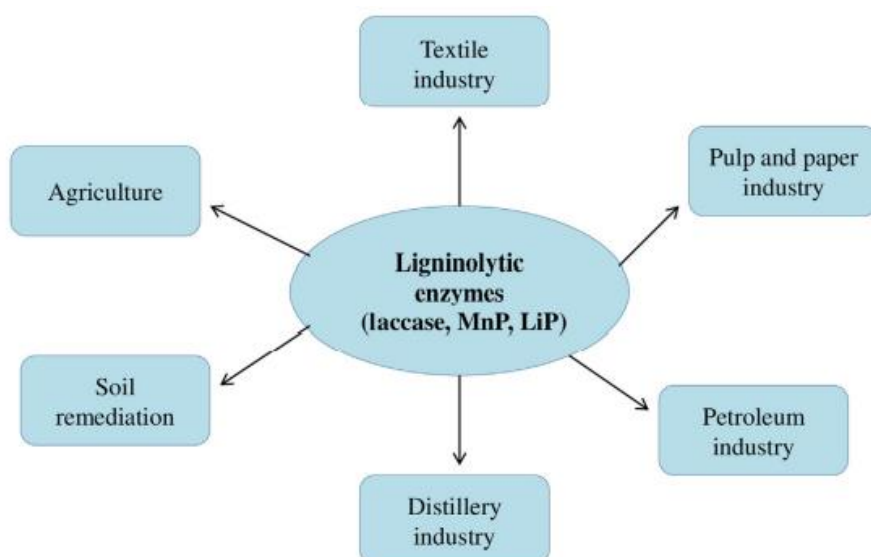 Textile
industry
Pulp and paper
industry
Agriculture
Ligninolytic
enzymes
(laccase, MnP, LiP)
Soil
remediation
Petroleum
industry
Distillery
industry